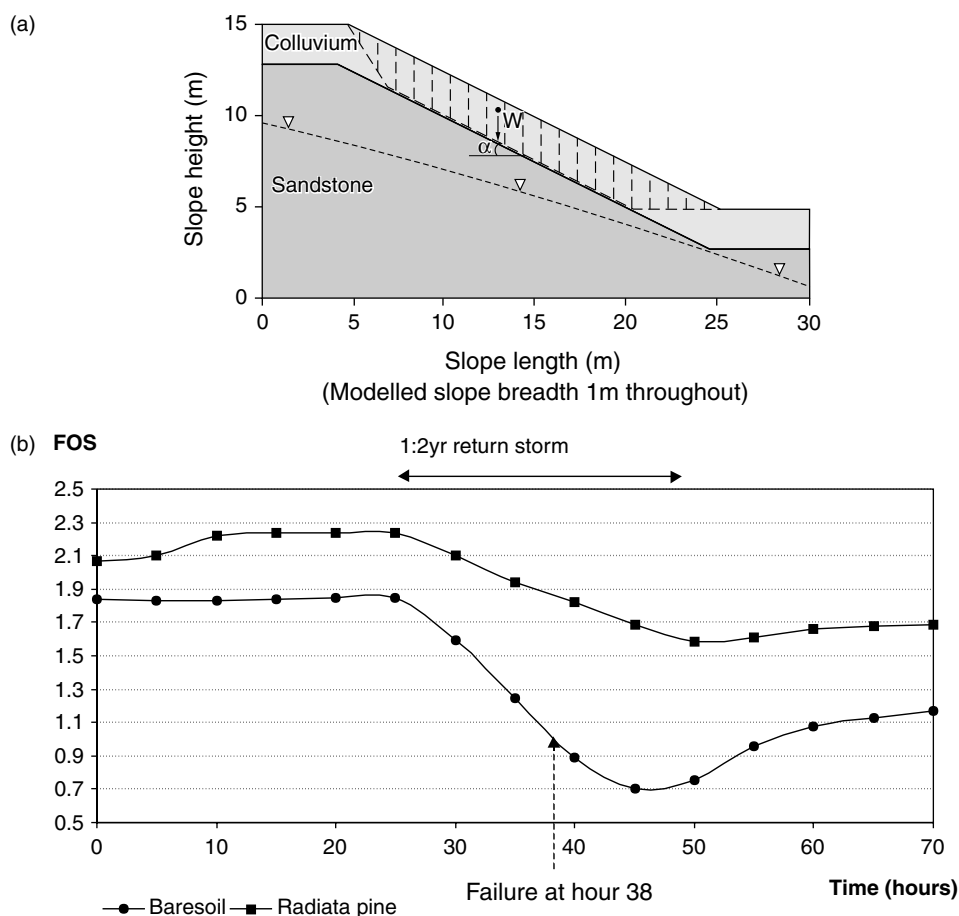 (a)
15
10
5
0
Slope height (m)
Colluvium
W
α
Sandstone
0 5 10 15 20 25 30
Slope length (m)
(Modelled slope breadth 1m throughout)
(b) FOS
1:2yr return storm
2.5
2.3
2.1
1.9
1.7
1.5
1.3
1.1
0.9
0.7
0.5
0 10 20 30 40 50 60 70
Failure at hour 38
Time (hours)
Baresoil Radiata pine